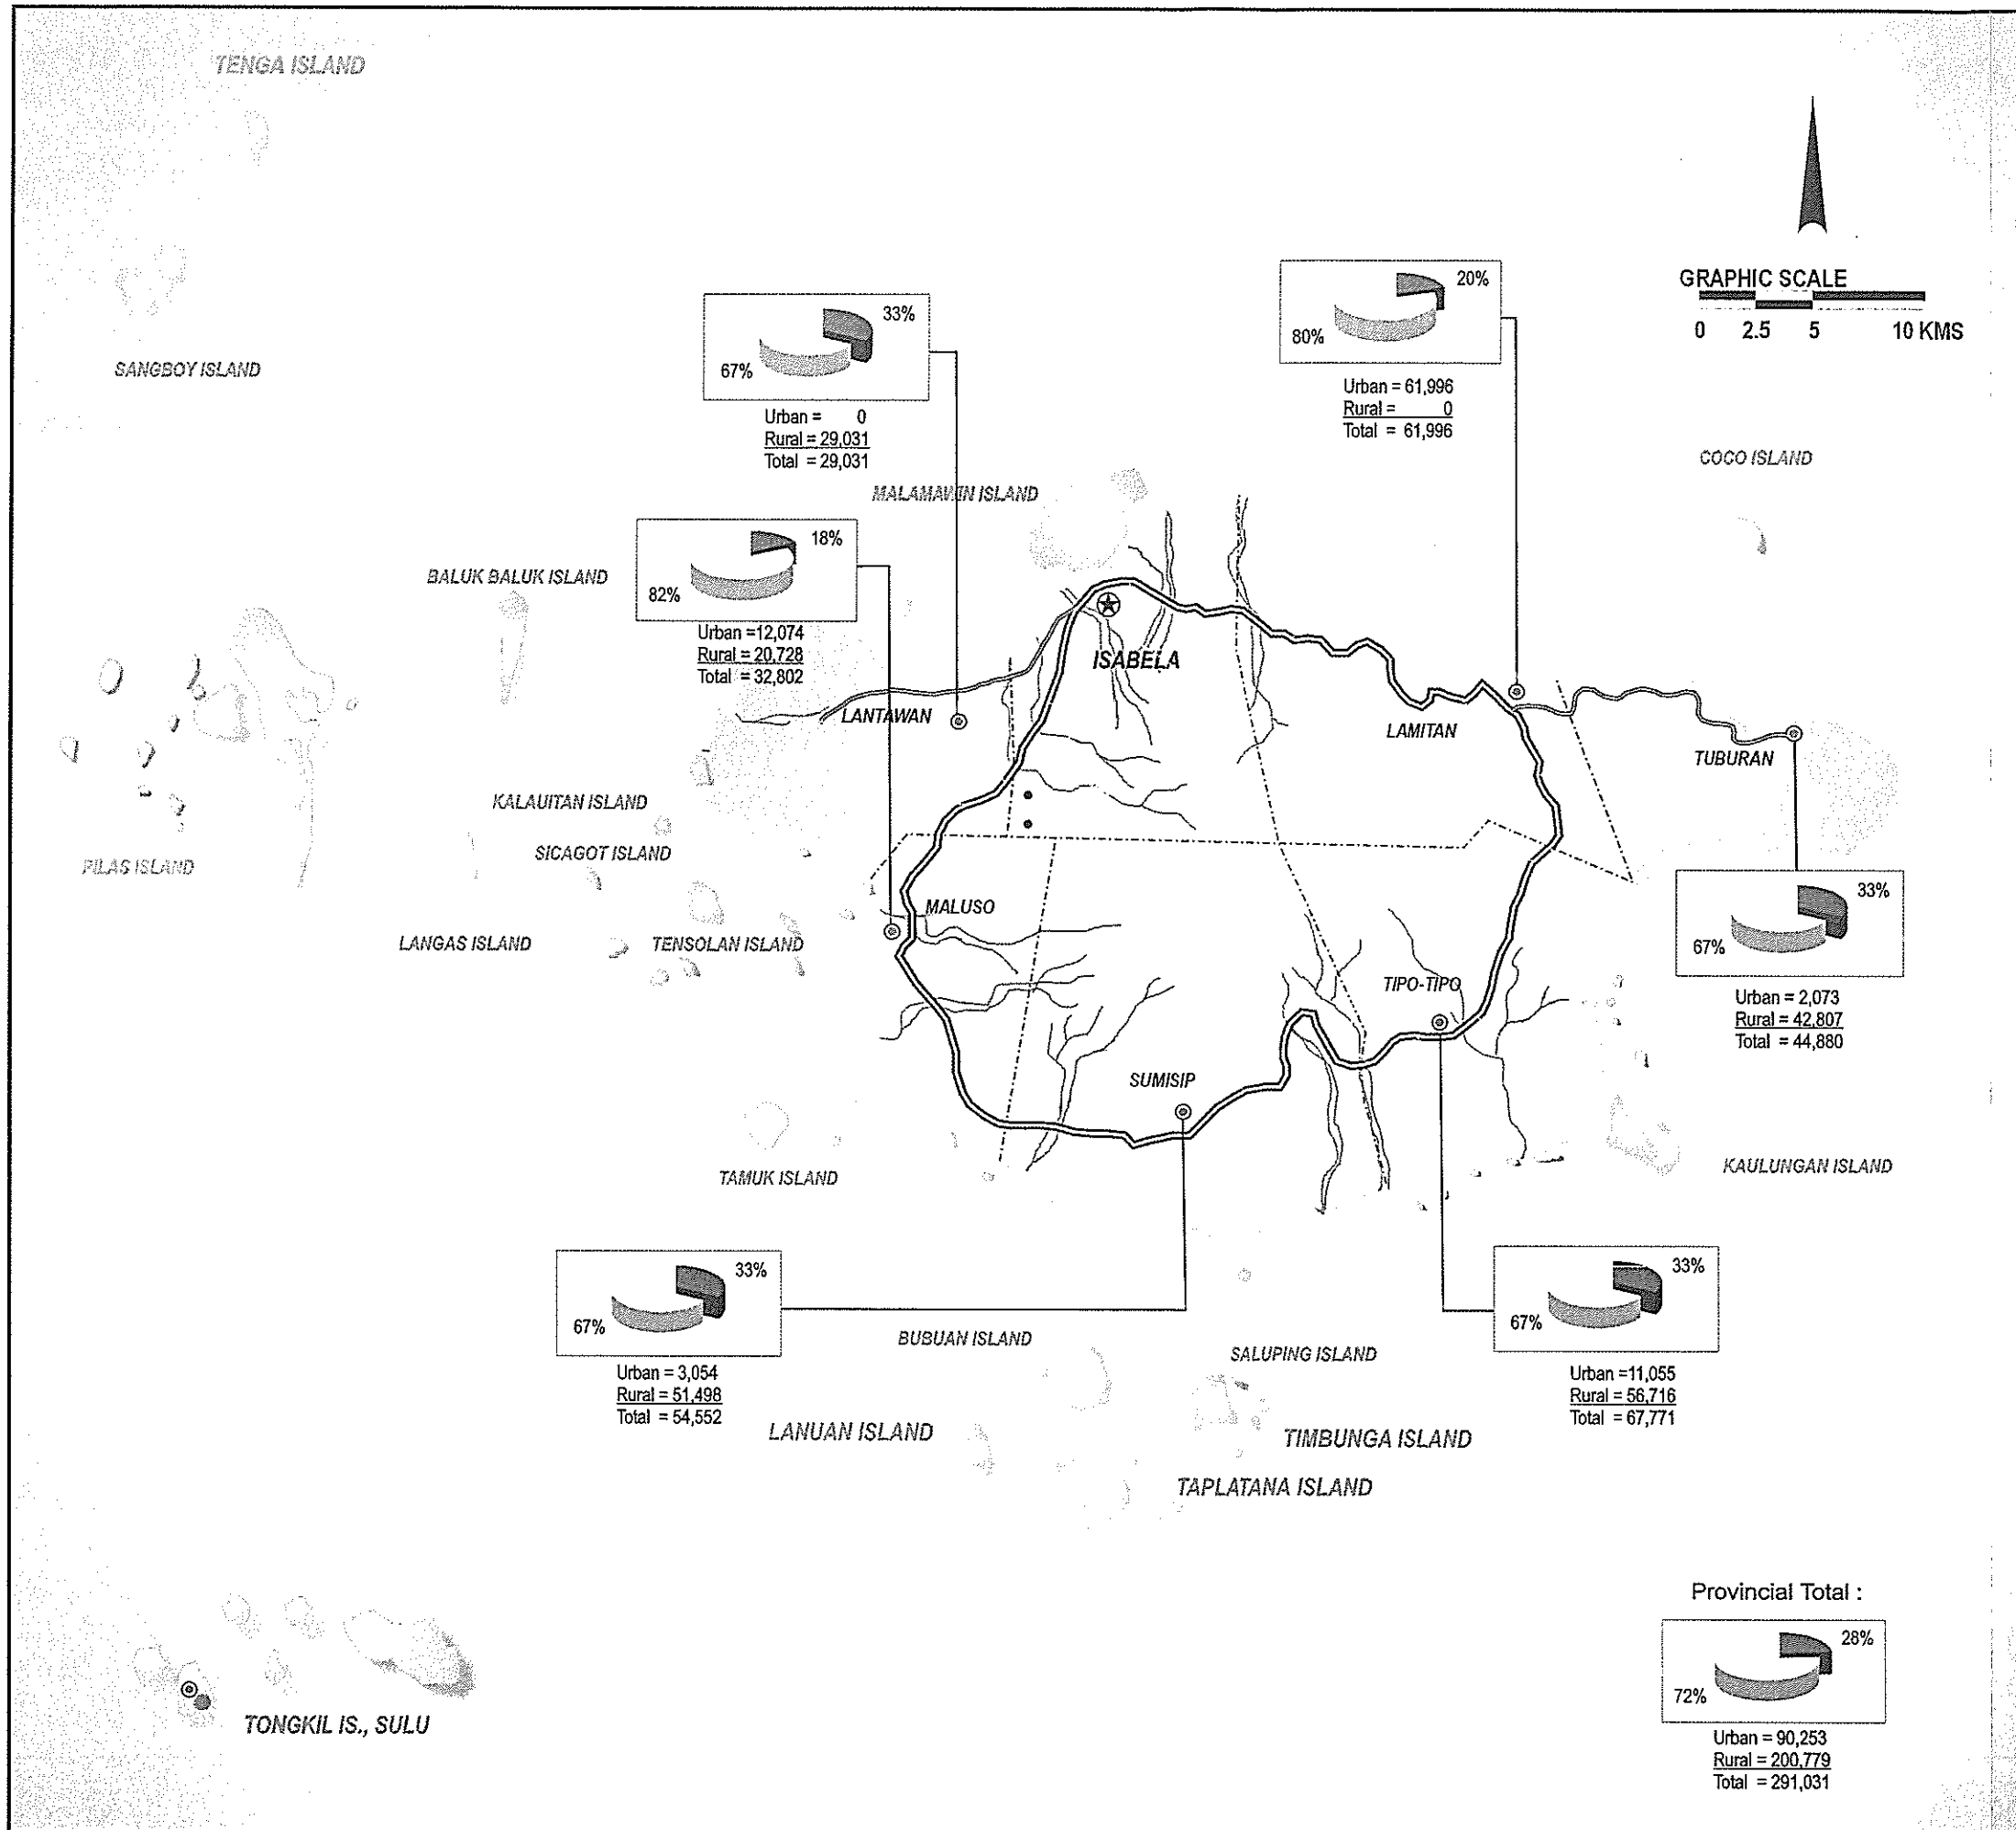 TENGA ISLAND
GRAPHIC SCALE
0 2.5 5 10 KMS
20%
80%
Urban = 61,996
Rural = 0
Total = 61,996
33%
67%
Urban = 0
Rural = 29,031
Total = 29,031
SANGBOY ISLAND
COCO ISLAND
MALAMAWIN ISLAND
18%
82%
Urban =12,074
Rural = 20,728
Total = 32,802
BALUK BALUK ISLAND
ISABELA
LANTAWAN
LAMITAN
TUBURAN
KALAUITAN ISLAND
SICAGOT ISLAND
PILAS ISLAND
33%
67%
Urban = 2,073
Rural = 42,807
Total = 44,880
MALUSO
LANGAS ISLAND
TENSOLAN ISLAND
TIPO-TIPO
SUMISIP
TAMUK ISLAND
KAULUNGAN ISLAND
33%
67%
Urban = 3,054
Rural = 51,498
Total = 54,552
33%
67%
Urban =11,055
Rural = 56,716
Total = 67,771
BUBUAN ISLAND
SALUPING ISLAND
LANUAN ISLAND
TIMBUNGA ISLAND
TAPLATANA ISLAND
Provincial Total :
28%
72%
Urban = 90,253
Rural = 200,779
Total = 291,031
TONGKIL IS., SULU